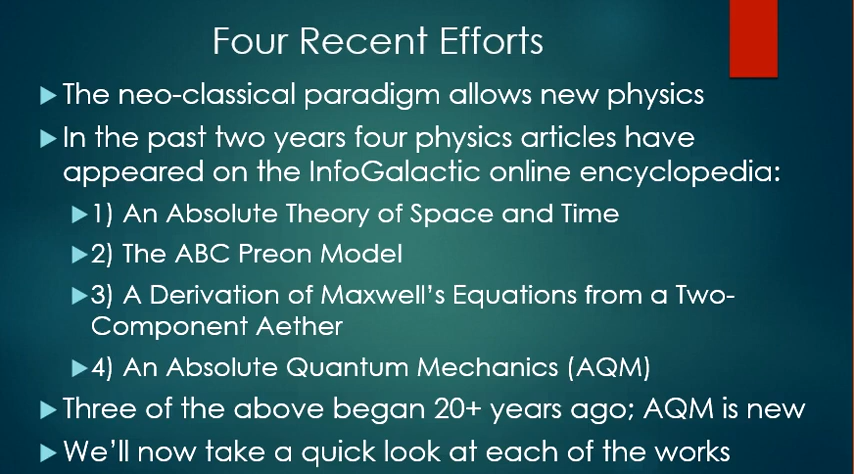 Four Recent Efforts
The neo-classical paradigm allows new physics
In the past two years four physics articles have
appeared on the InfoGalactic online encyclopedia:
1) An Absolute Theory of Space and Time
2) The ABC Preon Model
3) A Derivation of Maxwell's Equations from a Two-
Component Aether
4) An Absolute Quantum Mechanics (AQM)
Three of the above began 20+ years ago; AQM is new
We'll now take a quick look at each of the works